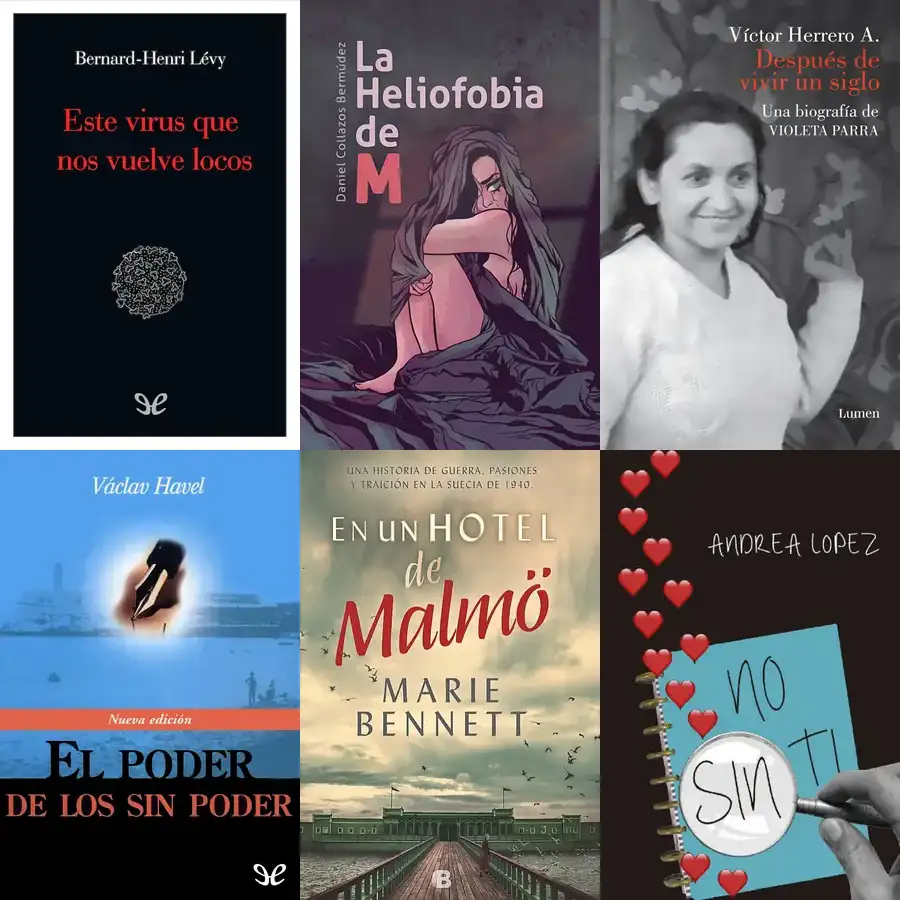 Bernard-Henri Lévy
Este virus que
nos vuelve locos
Daniel Collazos Bermúdez
La
Heliofobia
de
M
Víctor Herrero A.
Después de
vivir un siglo
Una biografía de
VIOLETA PARRA
Lumen
Václav Havel
Nueva edición
EL PODER
DE LOS SIN PODER
UNA HISTORIA DE GUERRA, PASIONES
Y TRAICIÓN EN LA SUECIA DE 1940.
EN UN HOTEL
de
Malmö
MARIE
BENNETT
B
ANDREA LOPEZ
NO
SIN TI